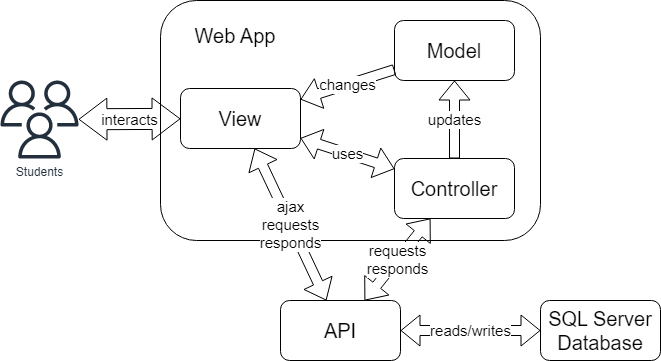 Web App
Model
changes
View
interacts
updates
uses
Students
Controller
ajax
requests
responds
requests
responds
API
reads/writes
SQL Server
Database